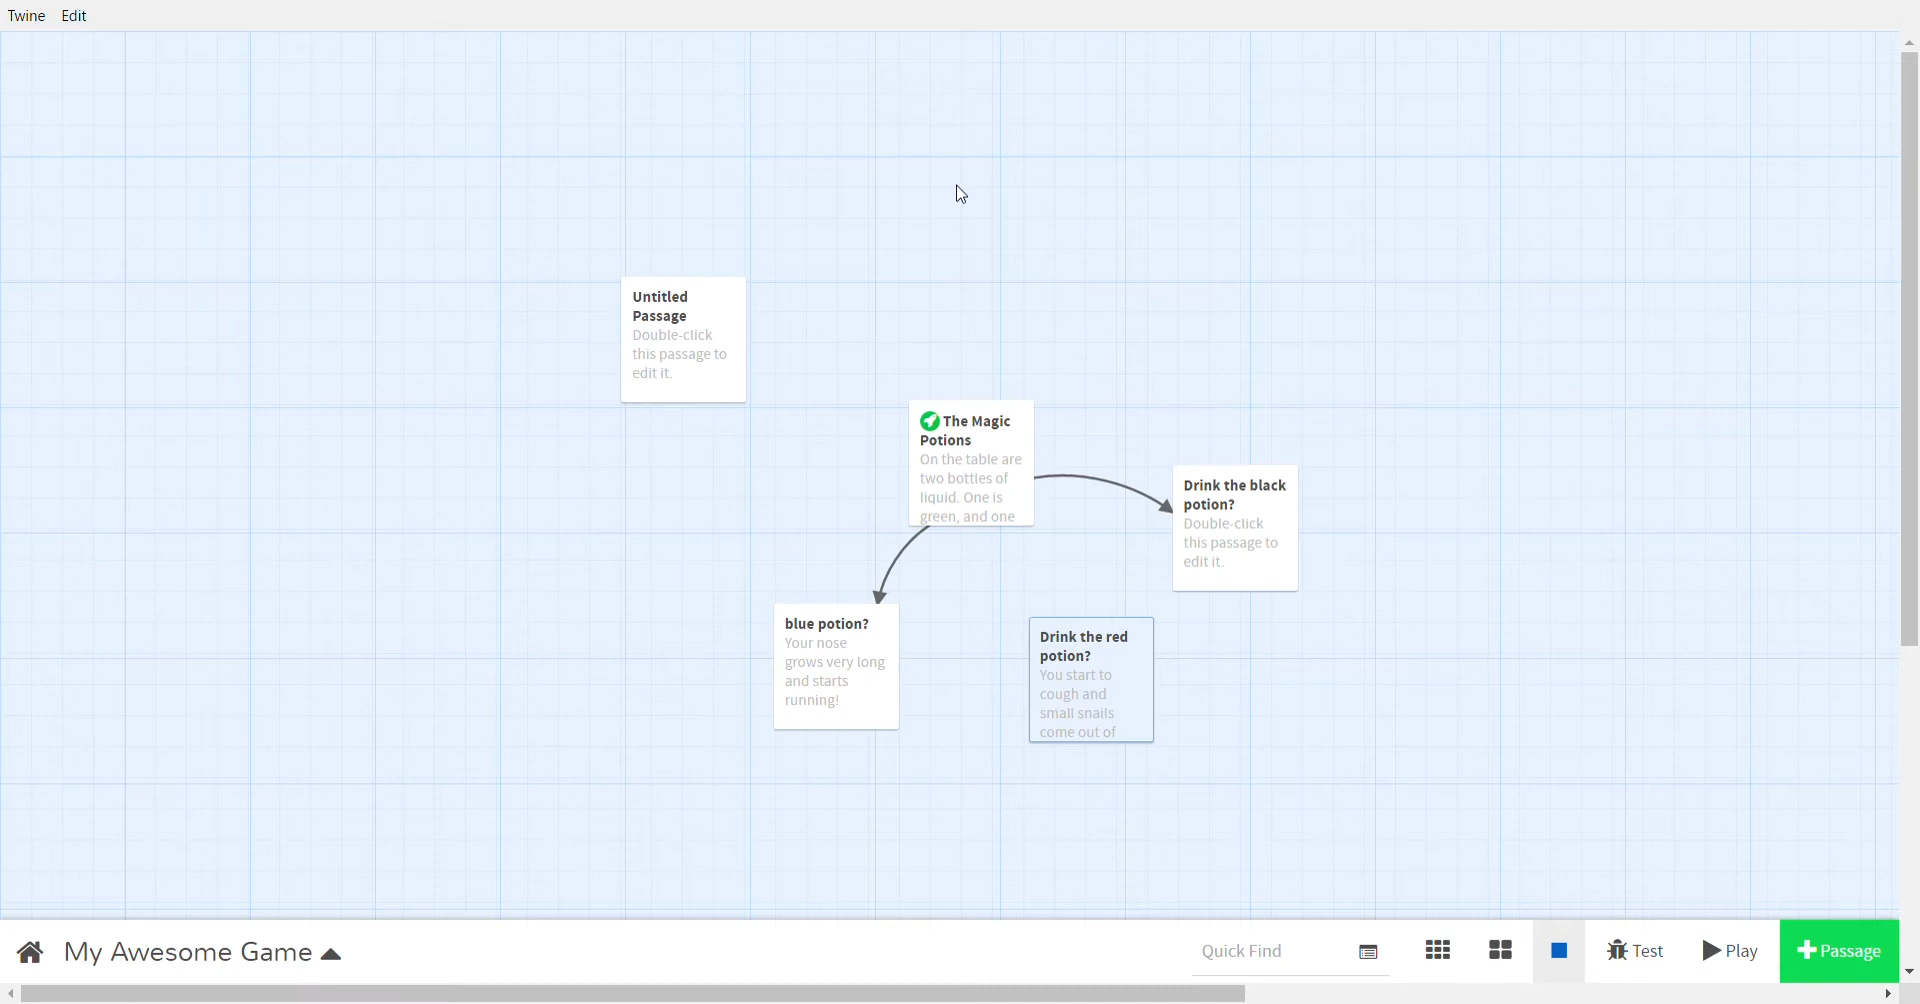 Twine Edit
Untitled
Passage
Double-click
this passage to
edit it.
The Magic
Potions
On the table are
two bottles of
liquid. One is
green, and one
Drink the black
potion?
Double-click
this passage to
edit it.
blue potion?
Your nose
grows very long
and starts
running!
Drink the red
potion?
You start to
cough and
small snails
come out of
My Awesome Game
Quick Find
Test
Play
Passage